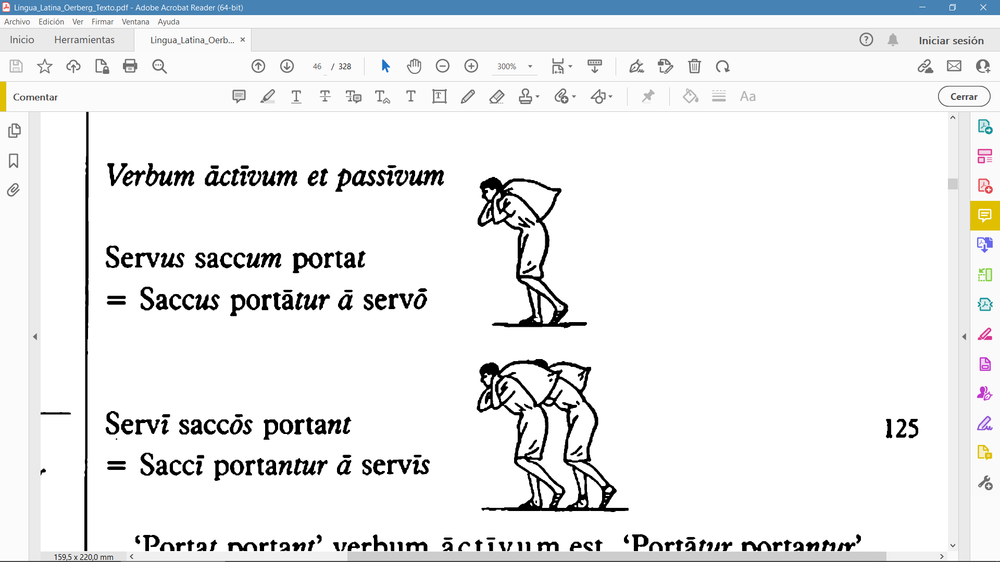 Lingua_Latina_Oerberg_Texto.pdf - Adobe Acrobat Reader (64-bit)
Archivo Edición Ver Firmar Ventana Ayuda
Inicio Herramientas Lingua_Latina_Oerb... × Iniciar sesión
46 / 328 300%
Comentar Aa Cerrar
Verbum āctīvum et passīvum
Servus saccum portat
= Saccus portātur ā servō
Servī saccōs portant 125
= Saccī portantur ā servīs
‘Portat portant’ verbum āctīvum est. ‘Portātur portantur’
159,5 x 220,0 mm